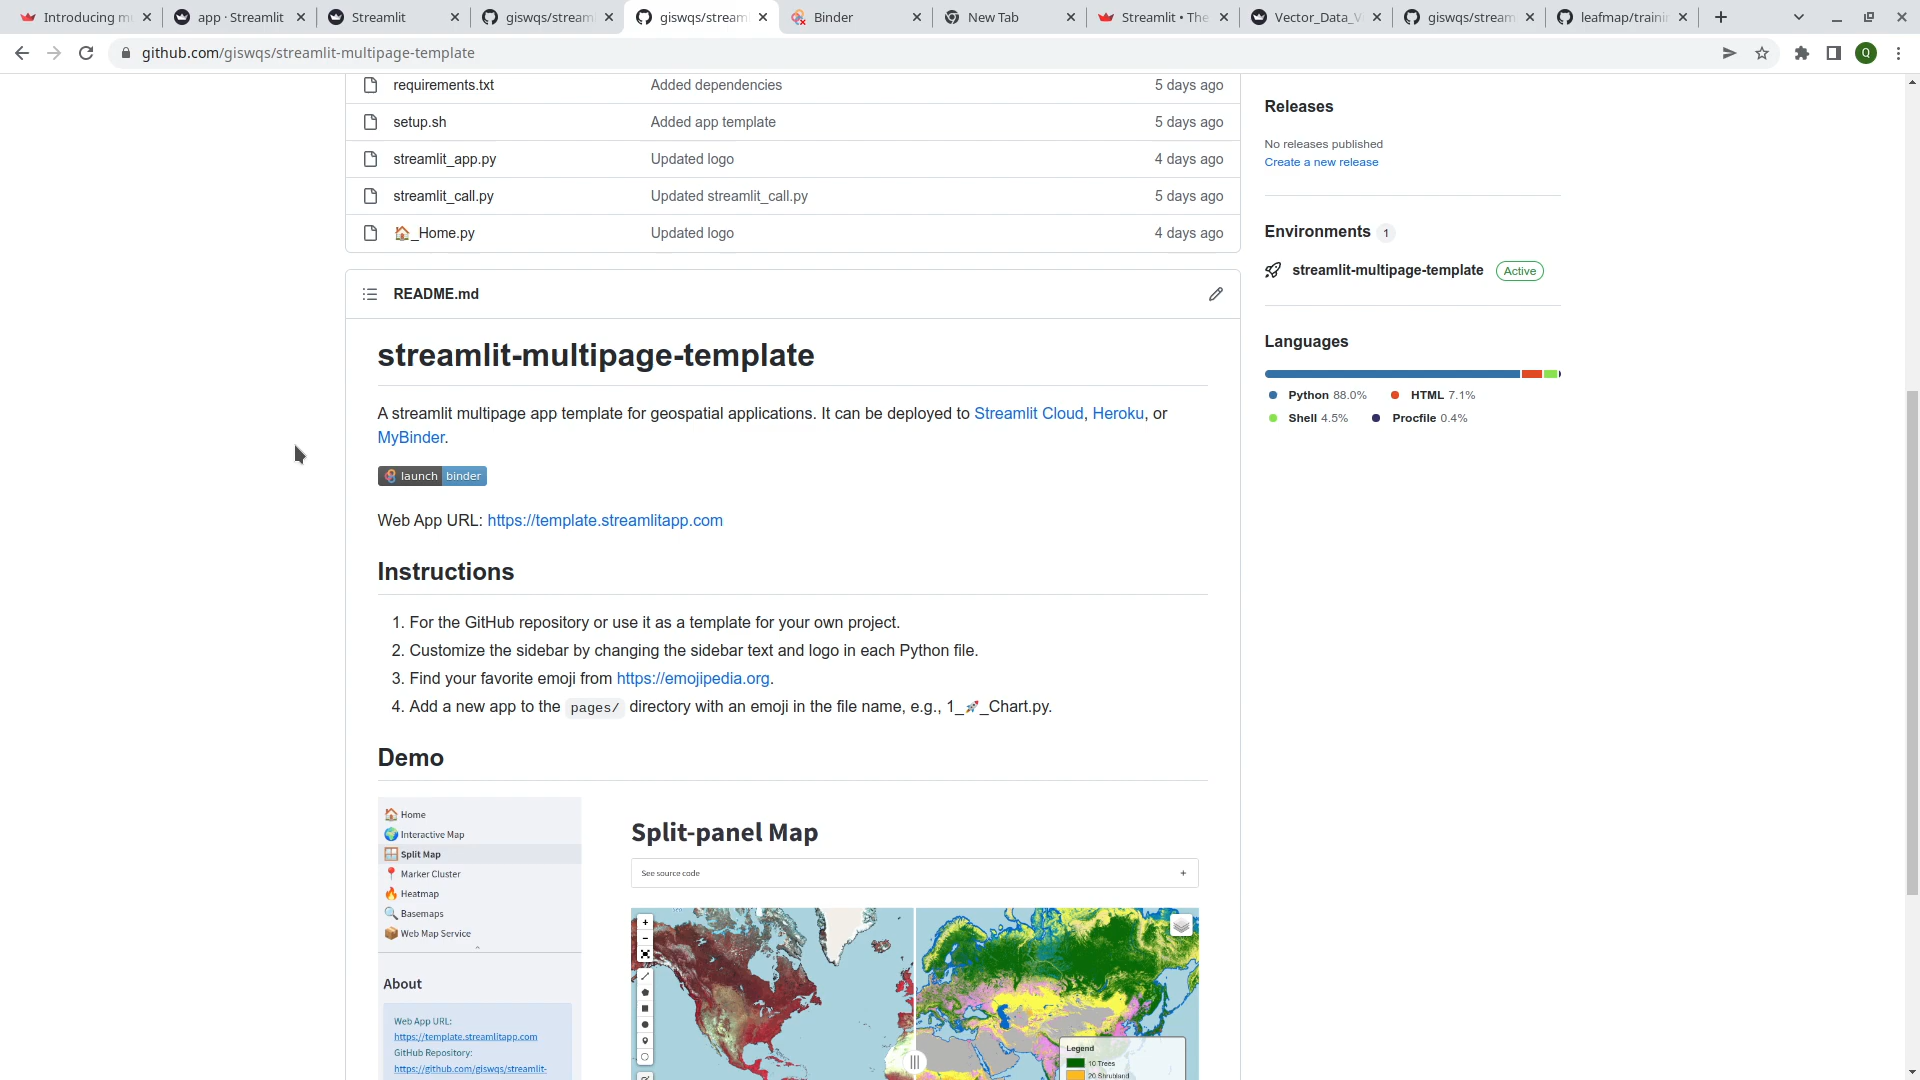 Introducing m
app · Streamlit
Streamlit
giswqs/stream
giswqs/stream
Binder
New Tab
Streamlit • The
Vector_Data_V
giswqs/stream
leafmap/traini
github.com/giswqs/streamlit-multipage-template
Q
requirements.txt Added dependencies 5 days ago
setup.sh Added app template 5 days ago
streamlit_app.py Updated logo 4 days ago
streamlit_call.py Updated streamlit_call.py 5 days ago
🏠_Home.py Updated logo 4 days ago
README.md
streamlit-multipage-template
A streamlit multipage app template for geospatial applications. It can be deployed to Streamlit Cloud, Heroku, or
MyBinder.
launch binder
Web App URL: https://template.streamlitapp.com
Instructions
1. For the GitHub repository or use it as a template for your own project.
2. Customize the sidebar by changing the sidebar text and logo in each Python file.
3. Find your favorite emoji from https://emojipedia.org.
4. Add a new app to the pages/ directory with an emoji in the file name, e.g., 1_🚀_Chart.py.
Demo
Home
Interactive Map
Split Map
Marker Cluster
Heatmap
Basemaps
Web Map Service
About
Web App URL:
https://template.streamlitapp.com
GitHub Repository:
https://github.com/giswqs/streamlit-
Split-panel Map
See source code +
Legend
10 Trees
20 Shrubland
Releases
No releases published
Create a new release
Environments 1
streamlit-multipage-template Active
Languages
Python 88.0% HTML 7.1%
Shell 4.5% Procfile 0.4%